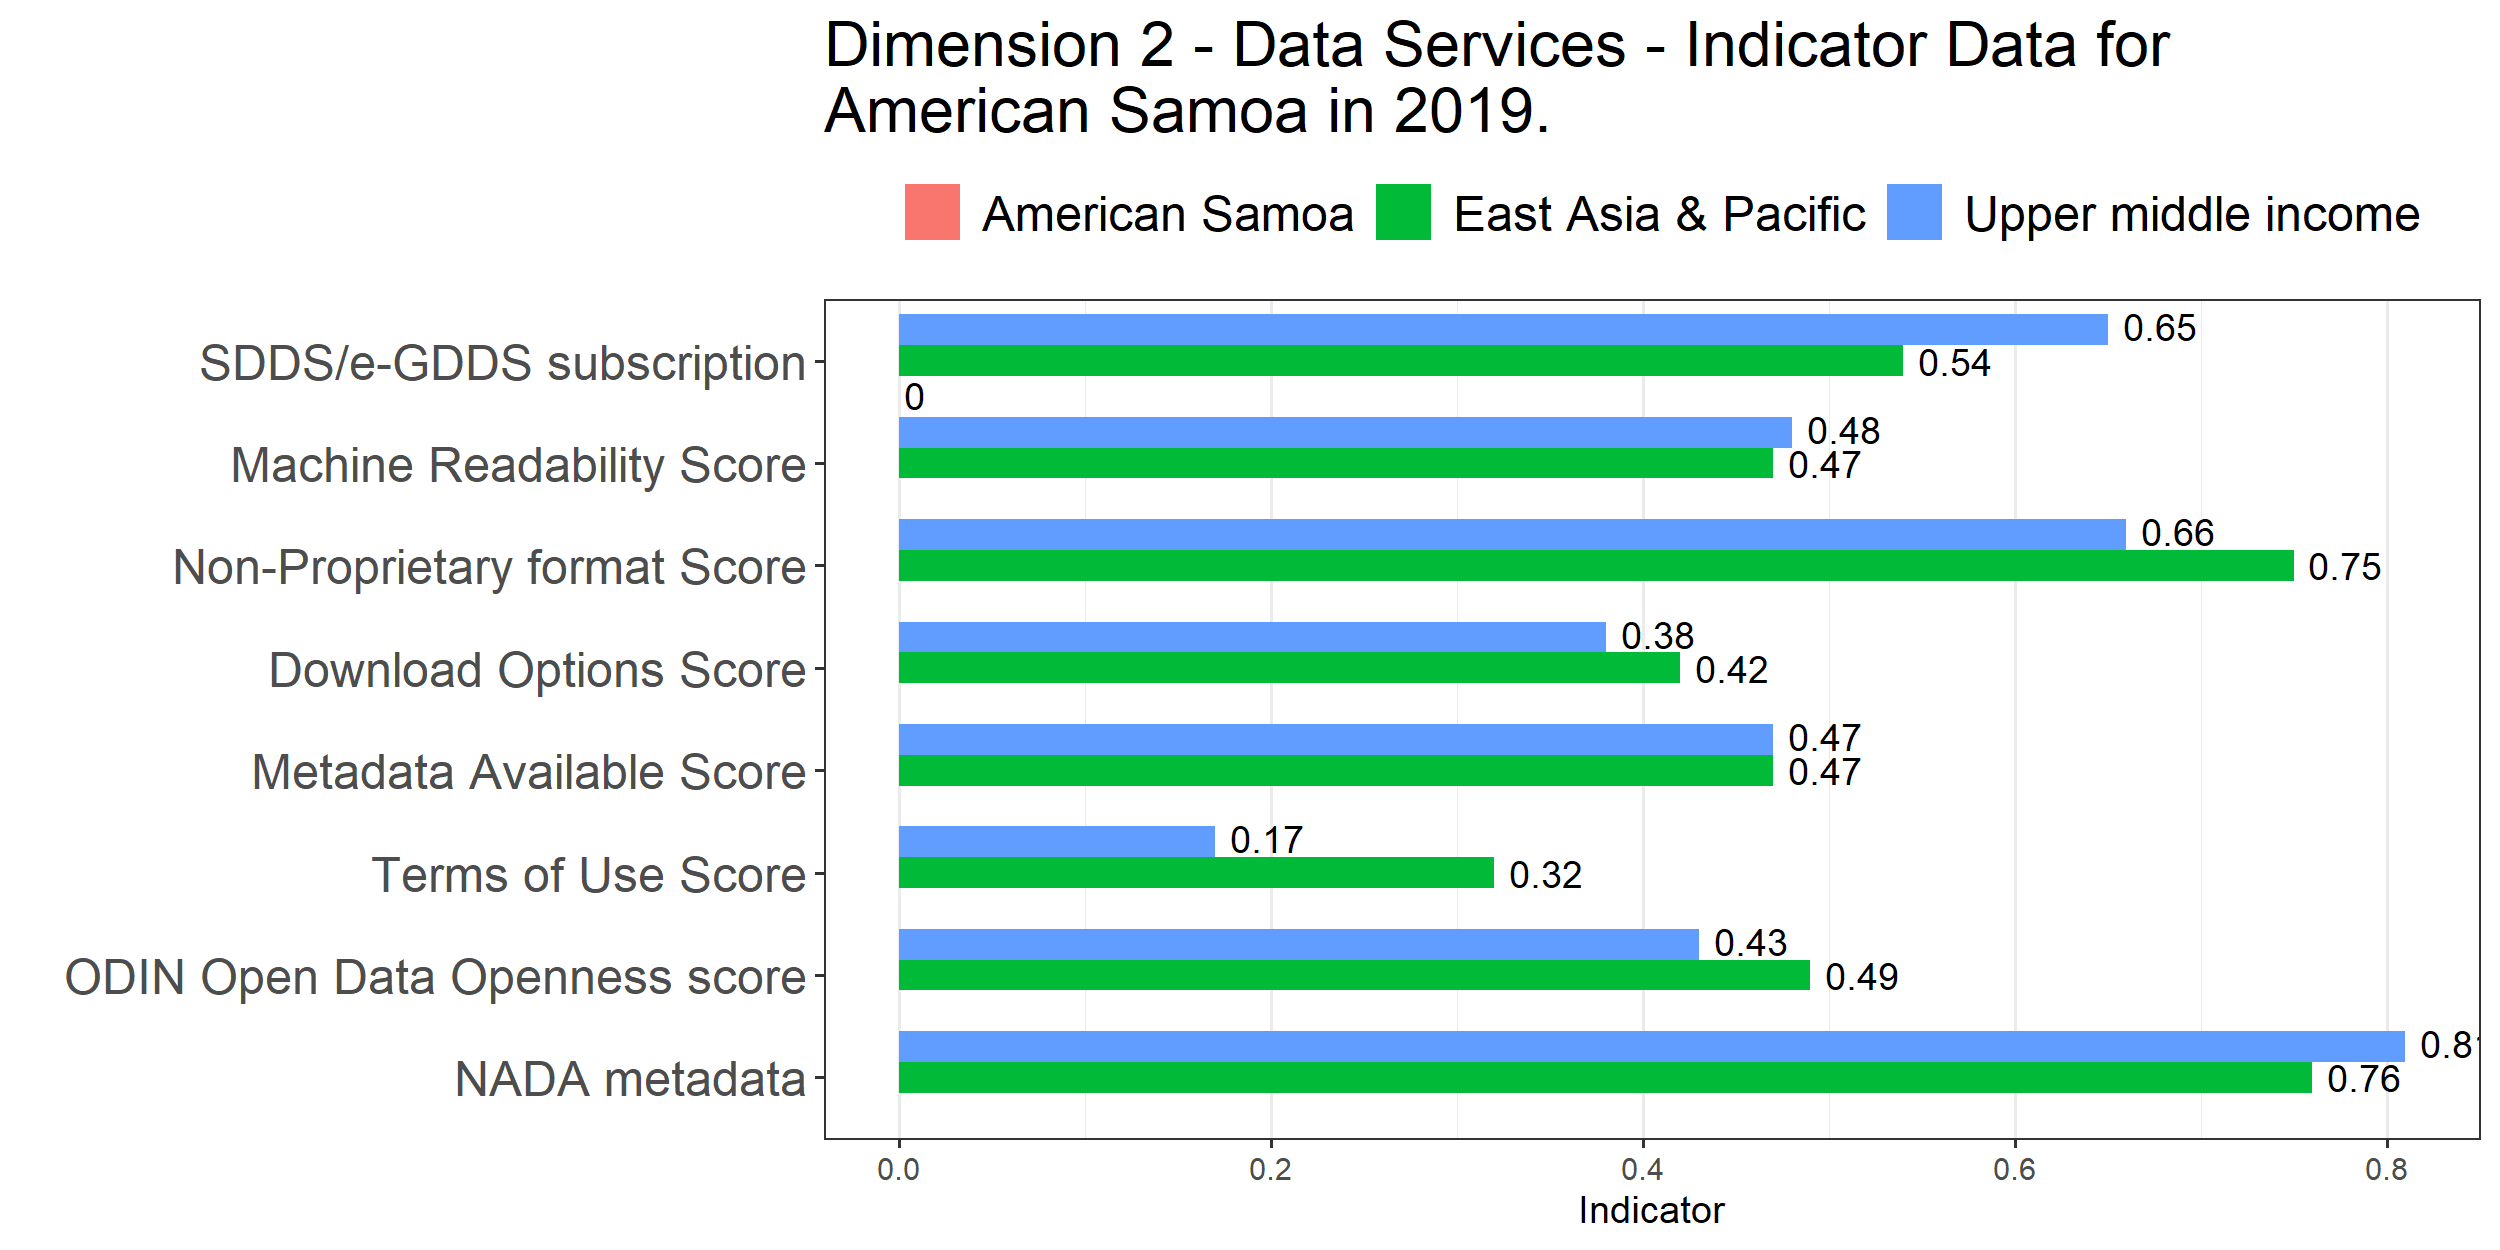 Dimension 2 - Data Services - Indicator Data for
American Samoa in 2019.
American Samoa East Asia & Pacific Upper middle income
SDDS/e-GDDS subscription
0.65
0.54
0
Machine Readability Score
0.48
0.47
Non-Proprietary format Score
0.66
0.75
Download Options Score
0.38
0.42
Metadata Available Score
0.47
0.47
Terms of Use Score
0.17
0.32
ODIN Open Data Openness score
0.43
0.49
NADA metadata
0.81
0.76
0.0 0.2 0.4 0.6 0.8
Indicator